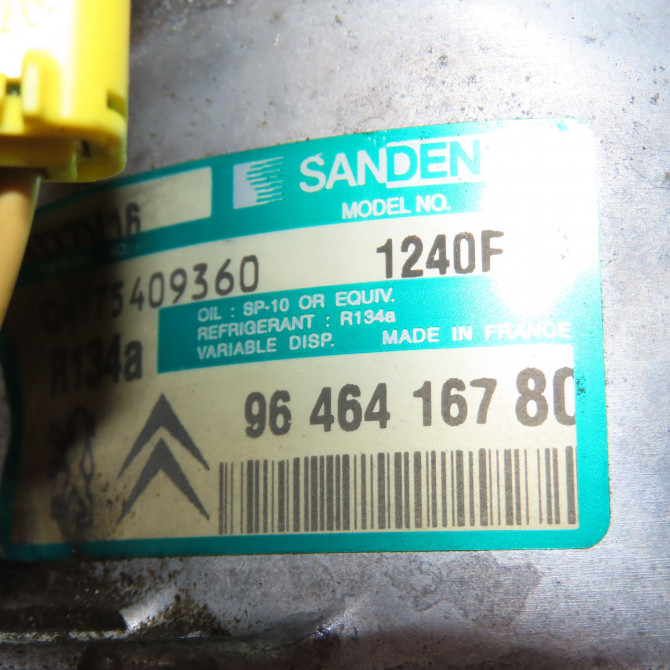 SANDEN
MODEL NO.
1240F
5409360
OIL : SP-10 OR EQUIV.
REFRIGERANT : R134a
VARIABLE DISP. MADE IN FRANCE
R134a
96 464 167 80